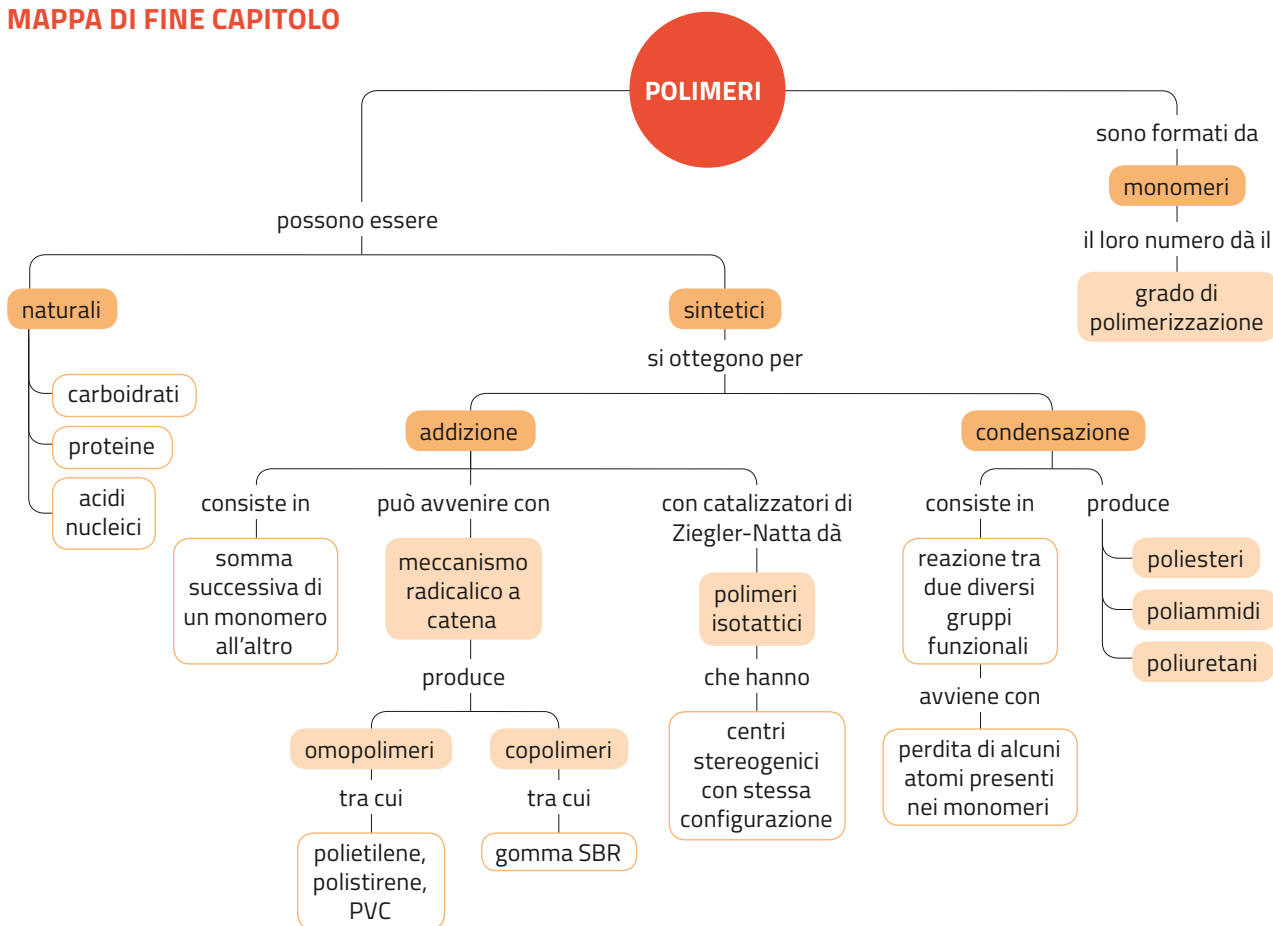 MAPPA DI FINE CAPITOLO
POLIMERI
sono formati da
monomeri
il loro numero dà il
grado di
polimerizzazione
possono essere
naturali
carboidrati
proteine
acidi
nucleici
sintetici
si ottegono per
addizione
consiste in
somma
successiva di
un monomero
all'altro
può avvenire con
meccanismo
radicalico a
catena
produce
omopolimeri
tra cui
polietilene,
polistirene,
PVC
copolimeri
tra cui
gomma SBR
con catalizzatori di
Ziegler-Natta dà
polimeri
isotattici
che hanno
centri
stereogenici
con stessa
configurazione
condensazione
consiste in
reazione tra
due diversi
gruppi
funzionali
avviene con
perdita di alcuni
atomi presenti
nei monomeri
produce
poliesteri
poliammidi
poliuretani